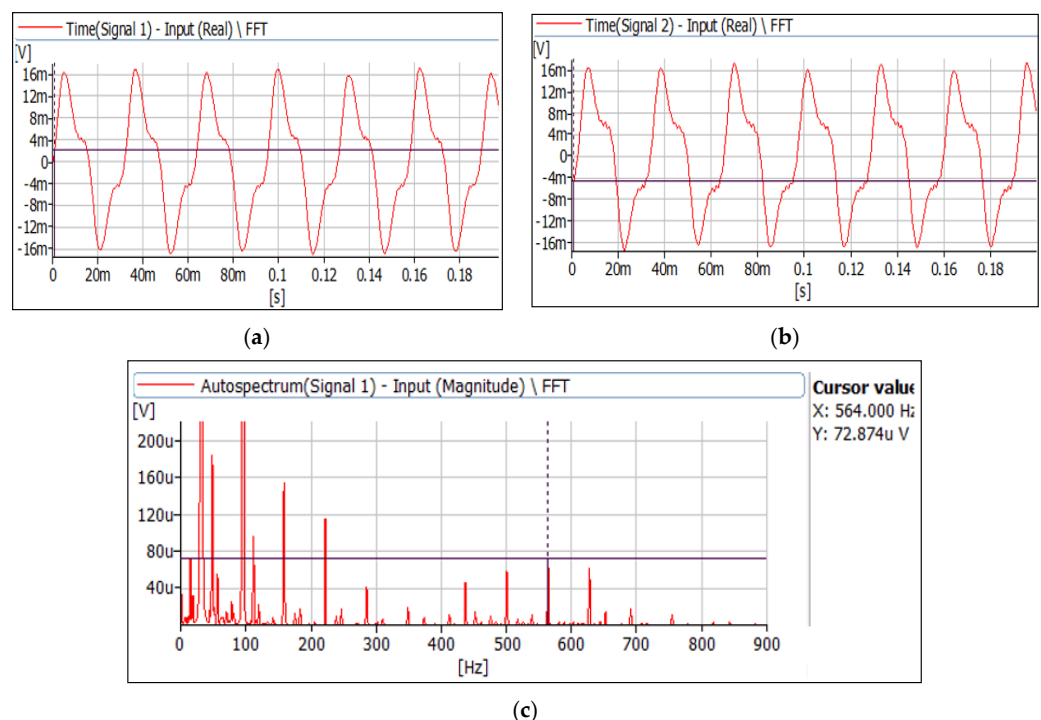 Time(Signal 1) - Input (Real) \ FFT
[V]
16m
12m
8m
4m
0
-4m
-8m
-12m
-16m
0 20m 40m 60m 80m 0.1 0.12 0.14 0.16 0.18
[s]
(a)
Time(Signal 2) - Input (Real) \ FFT
[V]
16m
12m
8m
4m
0
-4m
-8m
-12m
16m
0 20m 40m 60m 80m 0.1 0.12 0.14 0.16 0.18
[s]
(b)
Autospectrum(Signal 1) - Input (Magnitude) \ FFT
[V]
200u
160u
120u
80u
40u
0 100 200 300 400 500 600 700 800 900
[Hz]
Cursor value
X: 564.000 Hz
Y: 72.874u V
(c)